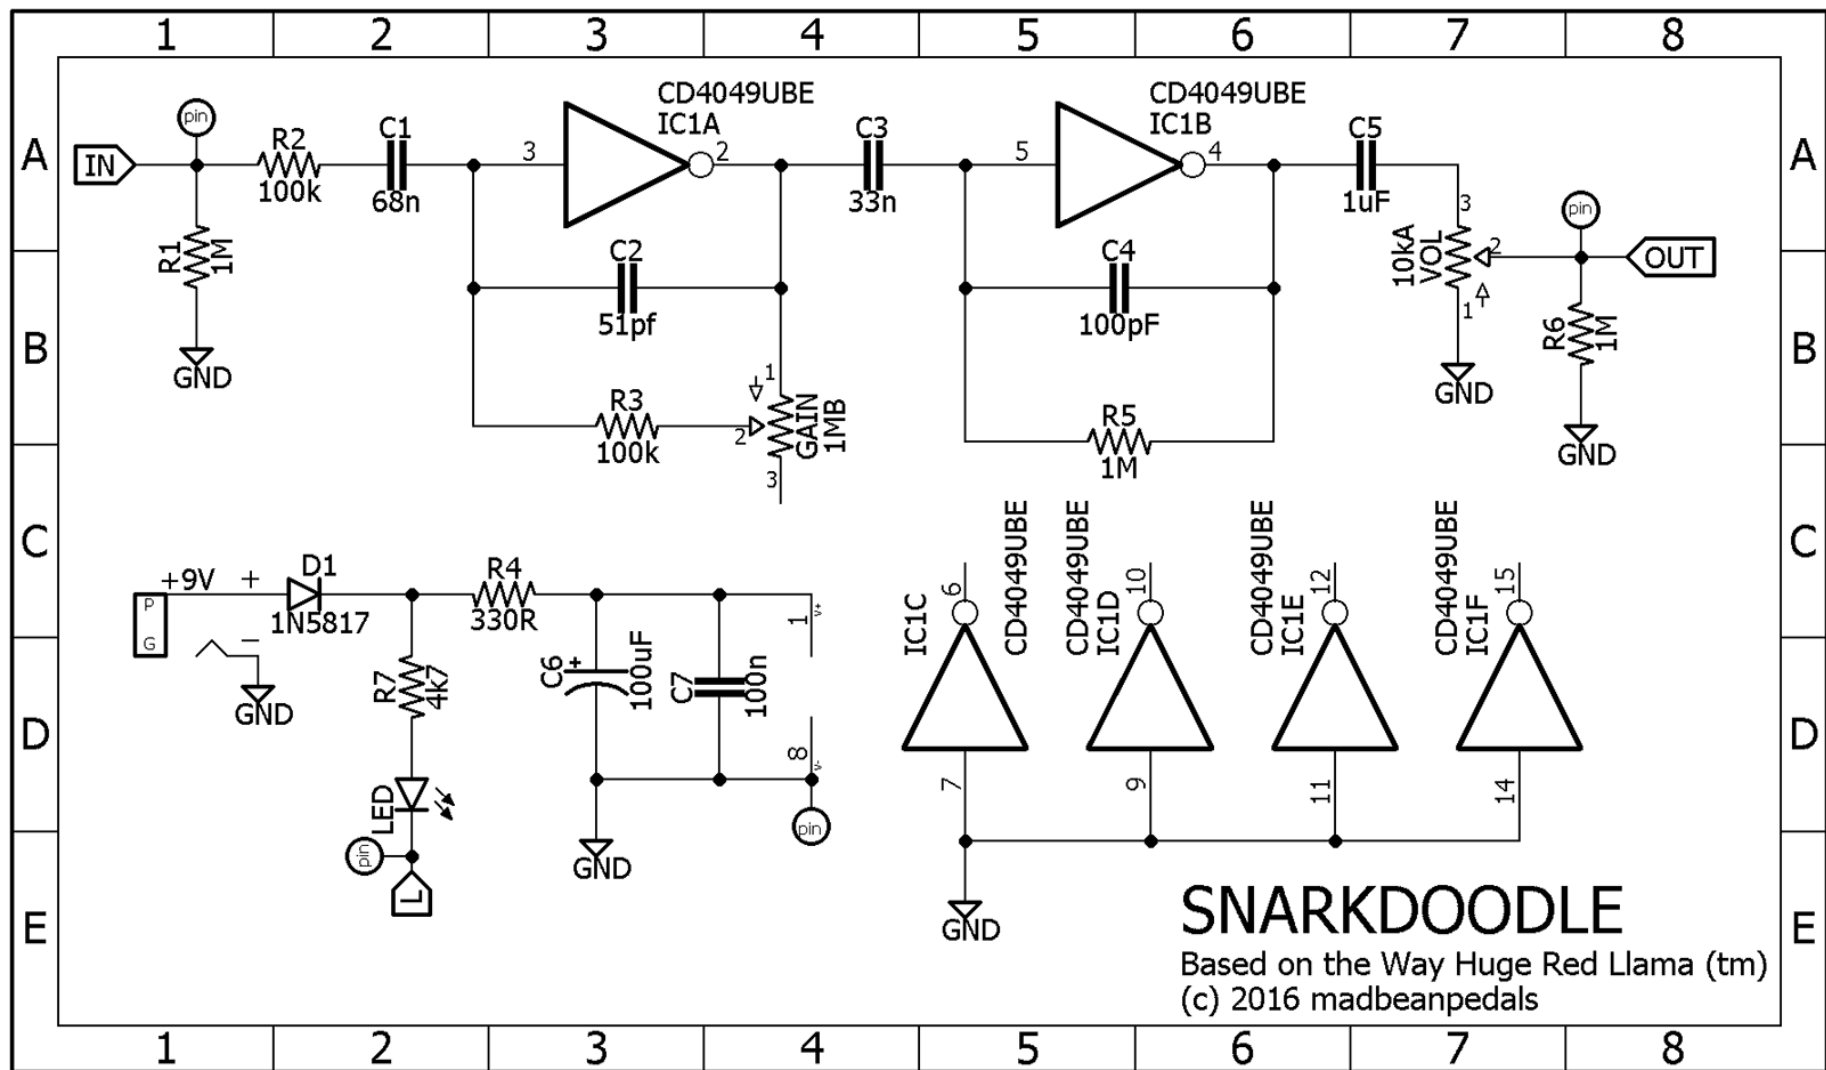 1 2 3 4 5 6 7 8
A
A
IN
pin
R2
100k
R1
1M
GND
C1
68n
3
CD4049UBE
IC1A
2
C2
51pf
R3
100k
1
2
3
GAIN
1MB
C3
33n
5
CD4049UBE
IC1B
4
C4
100pF
R5
1M
C5
1uF
3
2
1
10kA
VOL
GND
pin
OUT
R6
1M
GND
B
B
C
C
+9V +
P
G
−
GND
D1
1N5817
R7
4k7
LED
pin
L
R4
330R
C6
+
100uF
GND
C7
100n
1
V+
8
V-
pin
6
IC1C
CD4049UBE
7
10
CD4049UBE
IC1D
9
12
CD4049UBE
IC1E
11
15
CD4049UBE
IC1F
14
GND
D
D
E
E
SNARKDOODLE
Based on the Way Huge Red Llama (tm)
(c) 2016 madbeanpedals
1 2 3 4 5 6 7 8